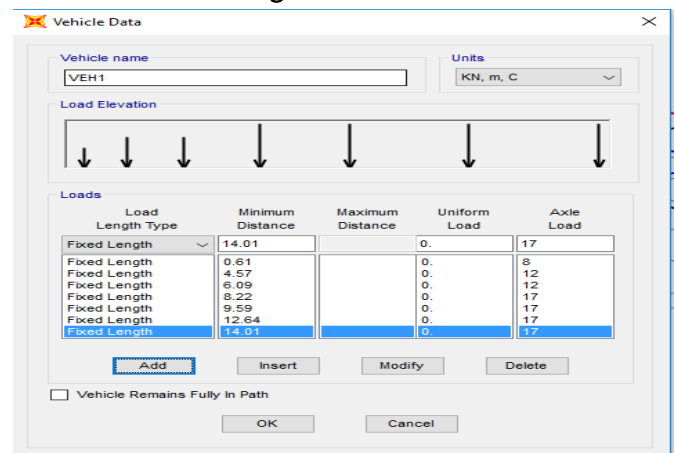 Vehicle Data
Vehicle name
Units
VEH1
KN, m, C
Load Elevation
Loads
Load Length Type Minimum Distance Maximum Distance Uniform Load Axle Load
Fixed Length 14.01 0. 17
Fixed Length 0.61 0. 8
Fixed Length 4.57 0. 12
Fixed Length 6.09 0. 12
Fixed Length 8.22 0. 17
Fixed Length 9.59 0. 17
Fixed Length 12.64 0. 17
Fixed Length 14.01 0. 17
Add Insert Modify Delete
Vehicle Remains Fully In Path
OK Cancel